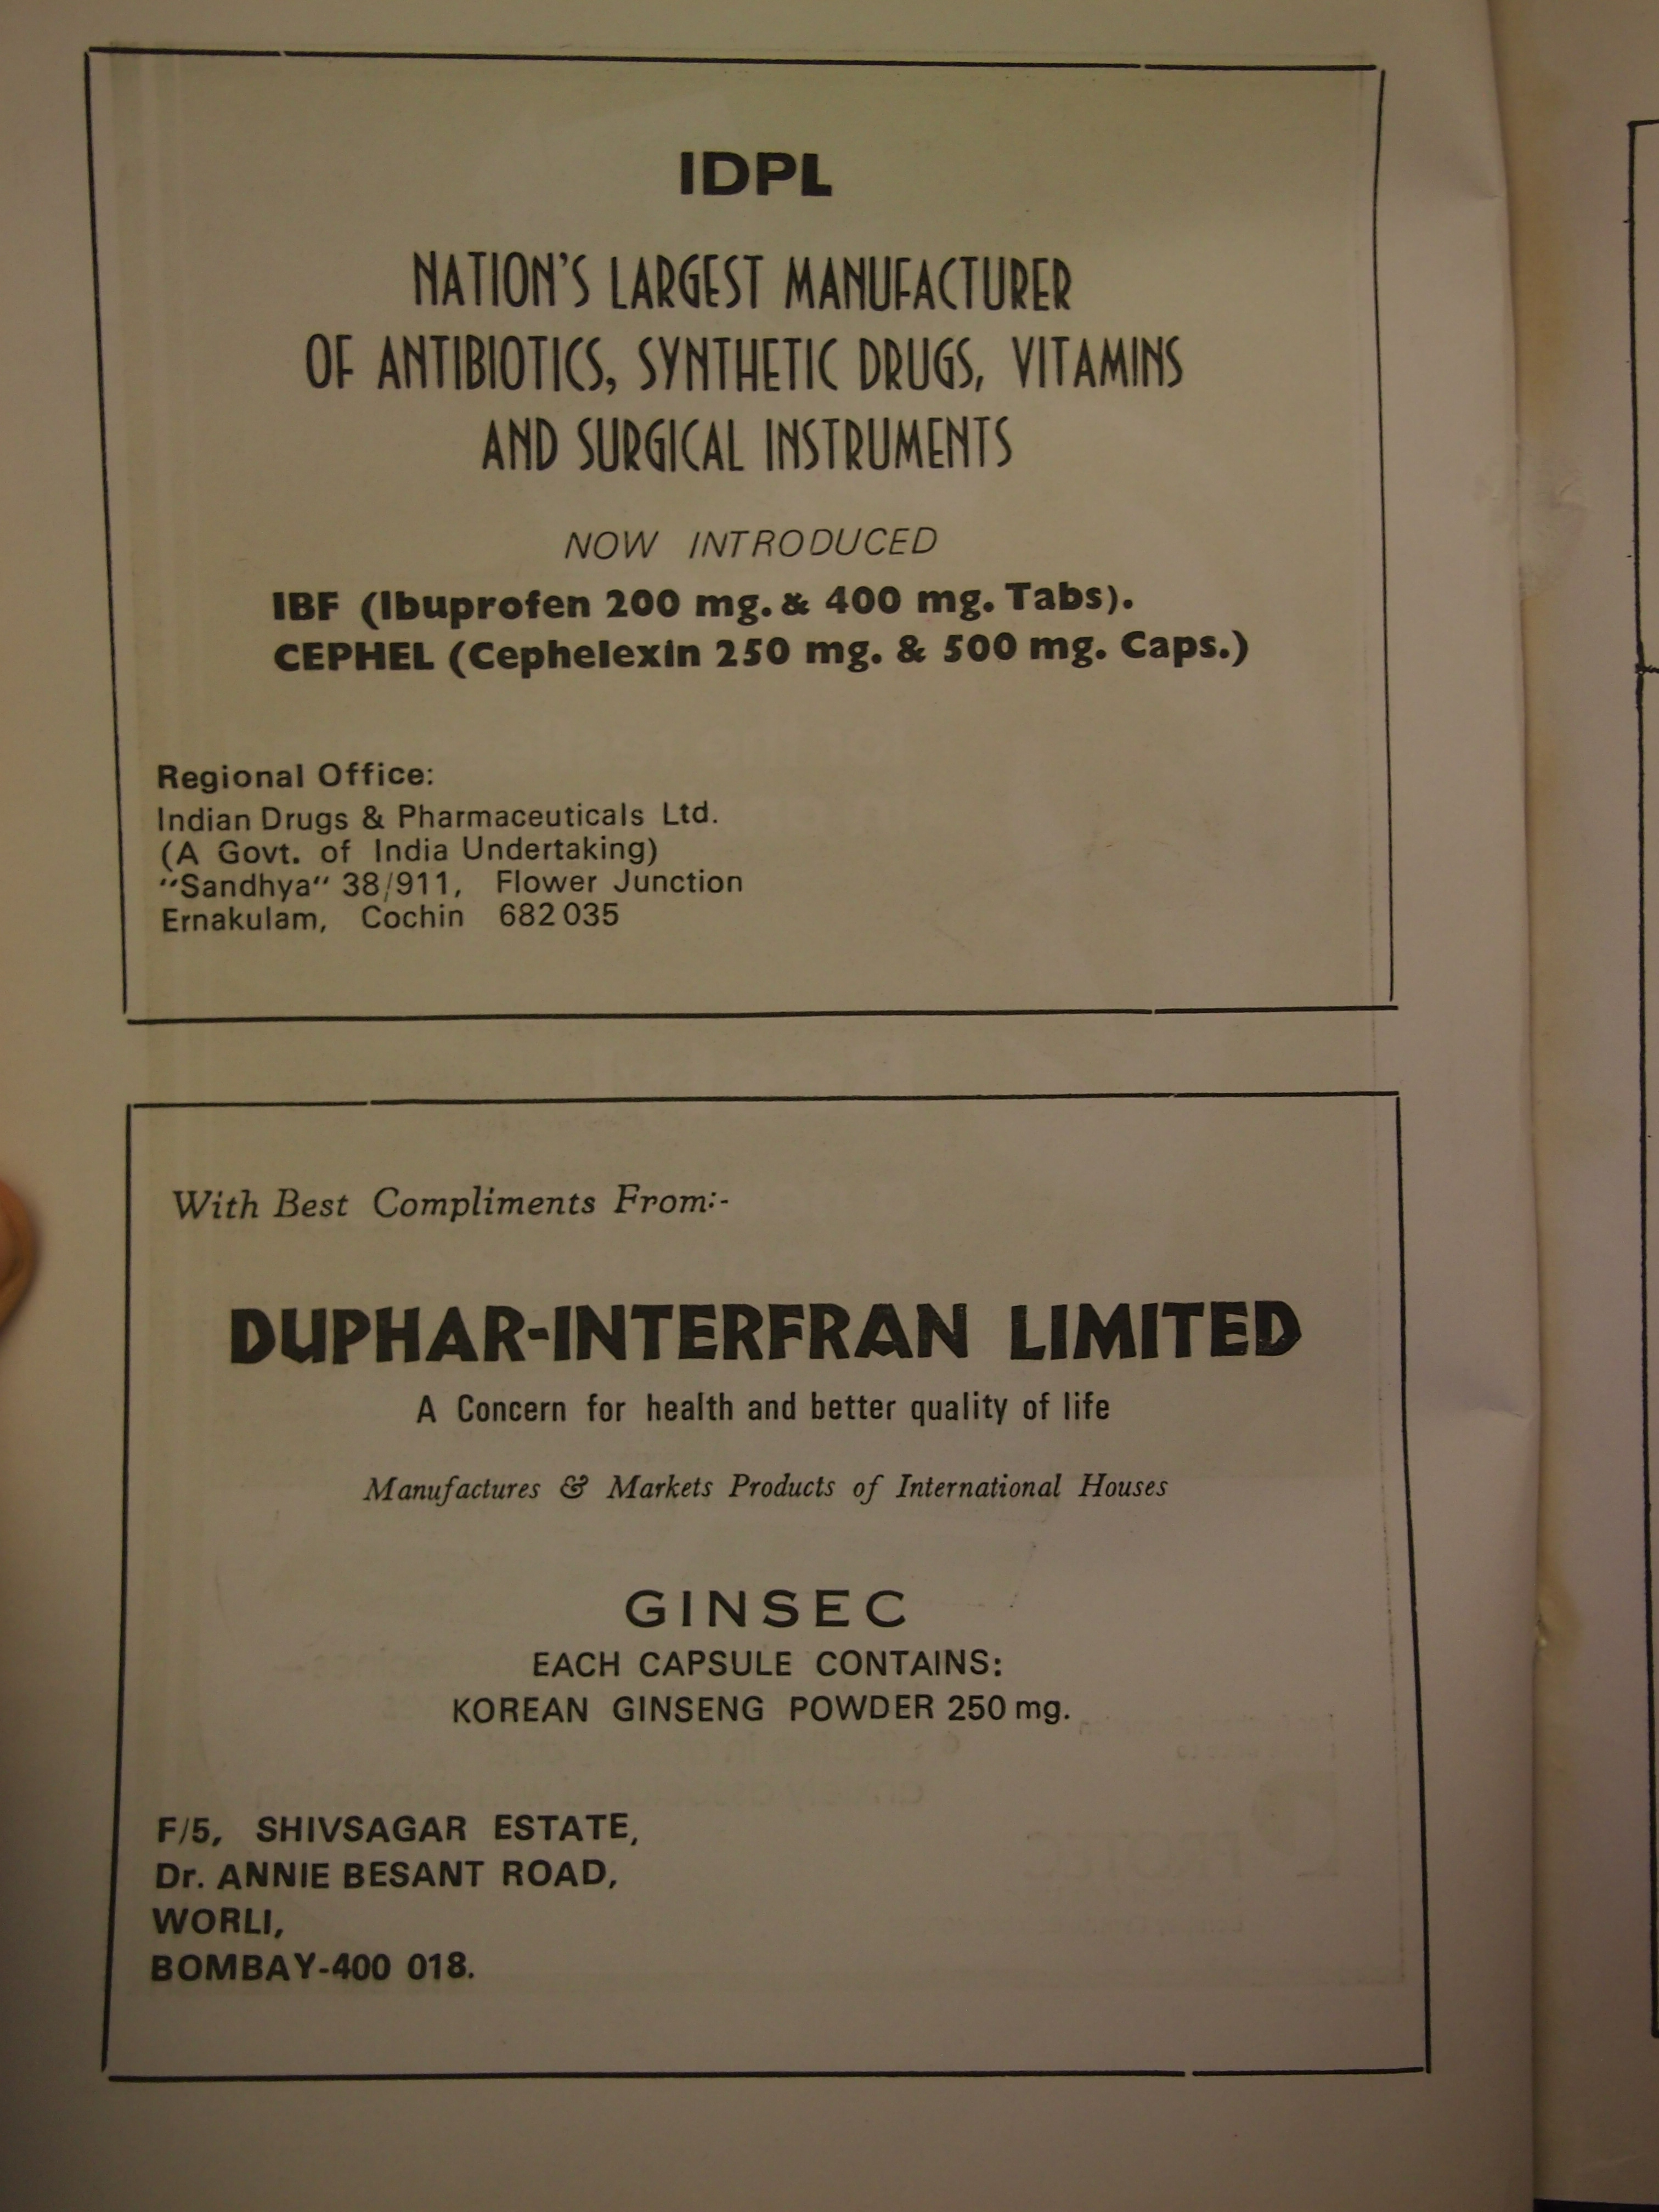 IDPL
NATION'S LARGEST MANUFACTURER
OF ANTIBIOTICS, SYNTHETIC DRUGS, VITAMINS
AND SURGICAL INSTRUMENTS
NOW INTRODUCED
IBF (Ibuprofen 200 mg. & 400 mg. Tabs).
CEPHEL (Cephelexin 250 mg. & 500 mg. Caps.)
Regional Office:
Indian Drugs & Pharmaceuticals Ltd.
(A Govt. of India Undertaking)
“Sandhya“ 38/911, Flower Junction
Ernakulam, Cochin 682 035
With Best Compliments From:-
DUPHAR-INTERFRAN LIMITED
A Concern for health and better quality of life
Manufactures & Markets Products of International Houses
GINSEC
EACH CAPSULE CONTAINS:
KOREAN GINSENG POWDER 250 mg.
F/5, SHIVSAGAR ESTATE,
Dr. ANNIE BESANT ROAD,
WORLI,
BOMBAY-400 018.